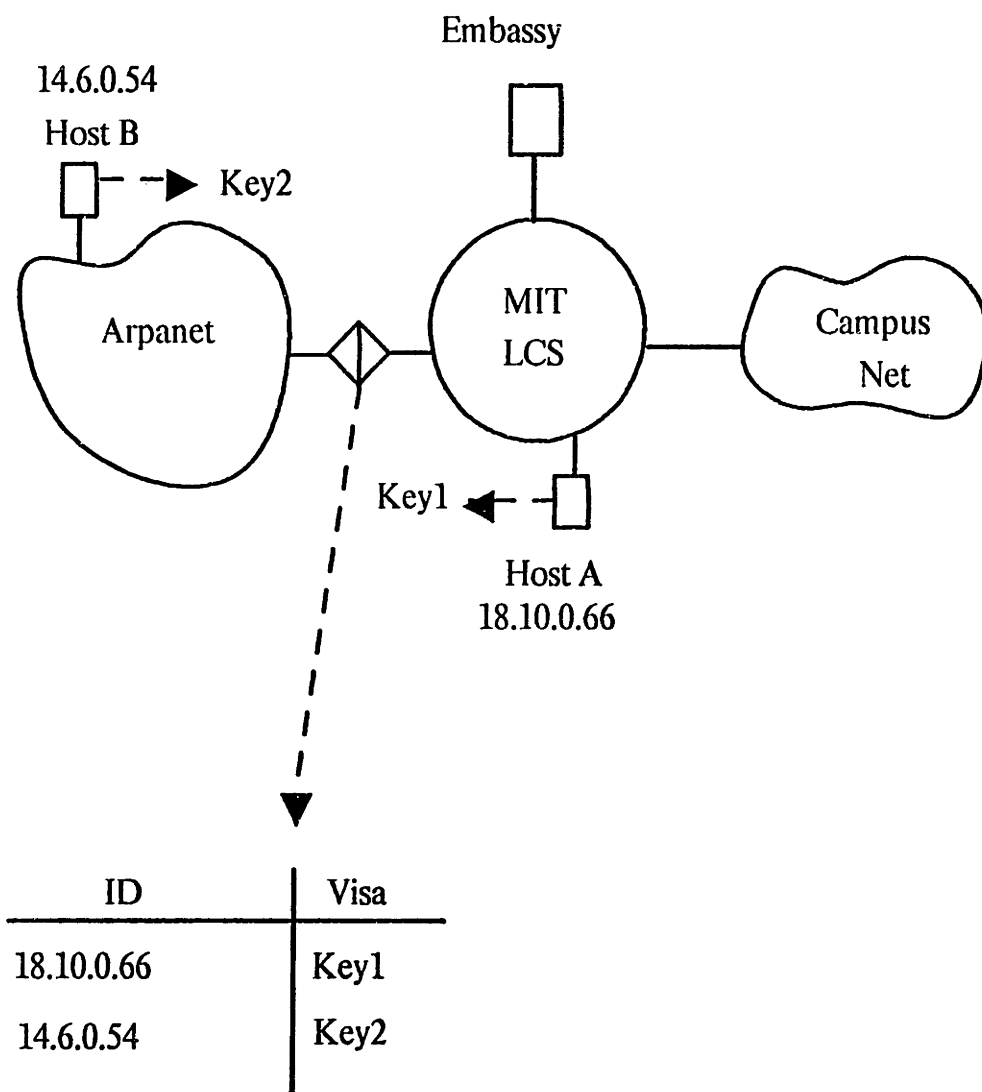 Embassy
14.6.0.54
Host B
Key2
Arpanet
MIT
LCS
Campus
Net
Key1
Host A
18.10.0.66
ID Visa
18.10.0.66 Key1
14.6.0.54 Key2